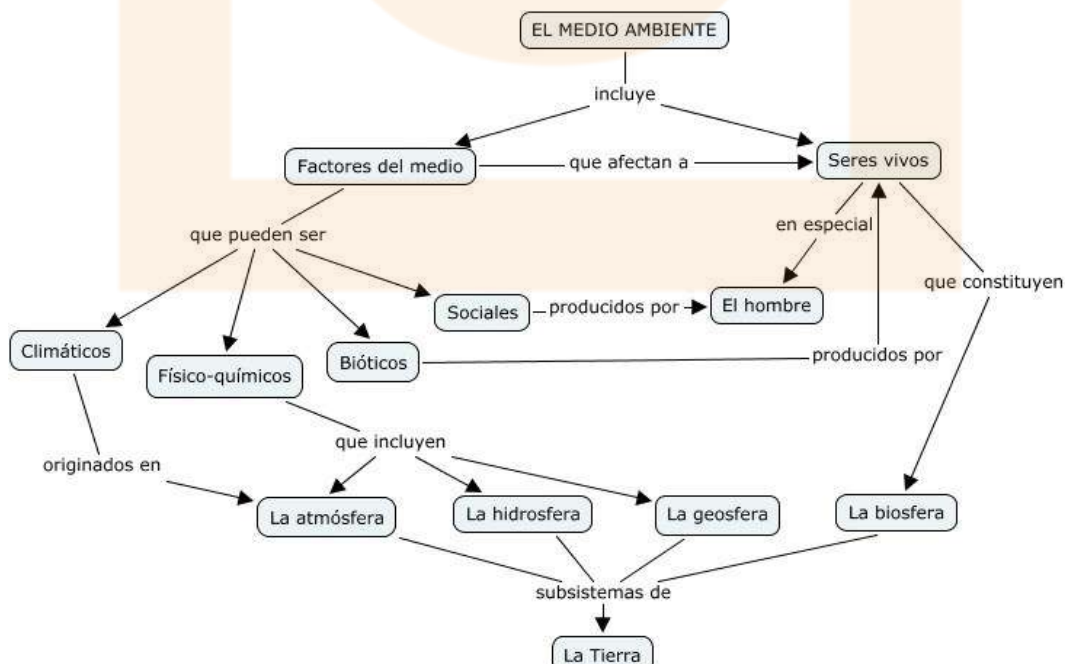 EL MEDIO AMBIENTE
incluye
Factores del medio
que afectan a
Seres vivos
que pueden ser
en especial
que constituyen
Sociales
producidos por
El hombre
Climáticos
Físico-químicos
Bióticos
producidos por
que incluyen
originados en
La atmósfera
La hidrosfera
La geosfera
La biosfera
subsistemas de
La Tierra